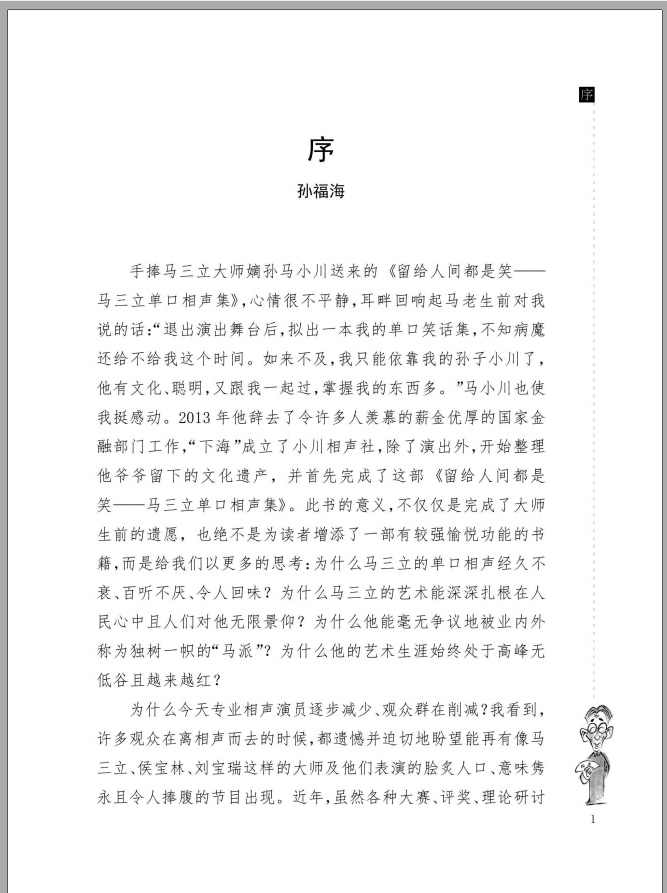 序
序
孙福海
手捧马三立大师嫡孙马小川送来的《留给人间都是笑——
马三立单口相声集》,心情很不平静,耳畔回响起马老生前对我
说的话:“退出演出舞台后,拟出一本我的单口笑话集,不知病魔
还给不给我这个时间。如来不及,我只能依靠我的孙子小川了,
他有文化、聪明,又跟我一起过,掌握我的东西多。”马小川也使
我挺感动。2013 年他辞去了令许多人羡慕的薪金优厚的国家金
融部门工作,“下海”成立了小川相声社,除了演出外,开始整理
他爷爷留下的文化遗产，并首先完成了这部《留给人间都是
笑——马三立单口相声集》。此书的意义,不仅仅是完成了大师
生前的遗愿，也绝不是为读者增添了一部有较强愉悦功能的书
籍,而是给我们以更多的思考:为什么马三立的单口相声经久不
衰、百听不厌、令人回味？为什么马三立的艺术能深深扎根在人
民心中且人们对他无限景仰？为什么他能毫无争议地被业内外
称为独树一帜的“马派”？为什么他的艺术生涯始终处于高峰无
低谷且越来越红？
为什么今天专业相声演员逐步减少、观众群在削减？我看到,
许多观众在离相声而去的时候,都遗憾并迫切地盼望能再有像马
三立、侯宝林、刘宝瑞这样的大师及他们表演的脍炙人口、意味隽
永且令人捧腹的节目出现。近年,虽然各种大赛、评奖、理论研讨
1